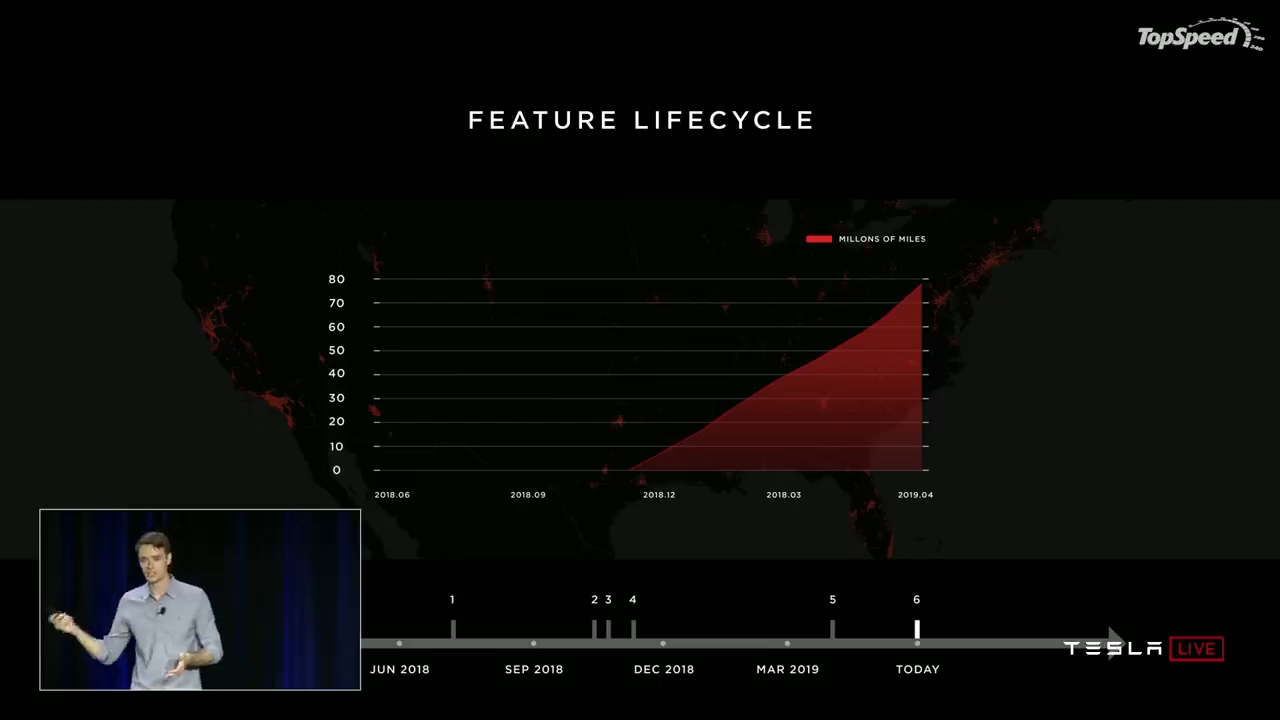 TopSpeed
FEATURE LIFECYCLE
MILLONS OF MILES
80
70
60
50
40
30
20
10
0
2018.06 2018.09 2018.12 2018.03 2019.04
1 2 3 4 5 6
JUN 2018 SEP 2018 DEC 2018 MAR 2019 TODAY
TESLA LIVE